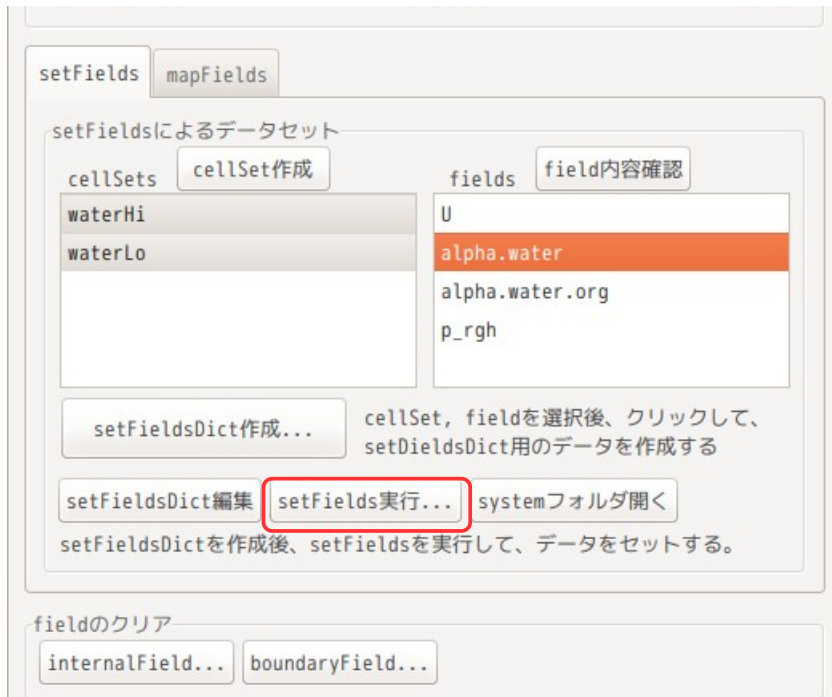 setFields mapFields
setFieldsによるデータセット
cellSets cellSet作成 fields field内容確認
waterHi
waterLo
U
alpha.water
alpha.water.org
p_rgh
setFieldsDict作成... cellSet, fieldを選択後、クリックして、
setDieldsDict用のデータを作成する
setFieldsDict編集 setFields実行... systemフォルダ開く
setFieldsDictを作成後、setFieldsを実行して、データをセットする。
fieldのクリア
internalField... boundaryField...